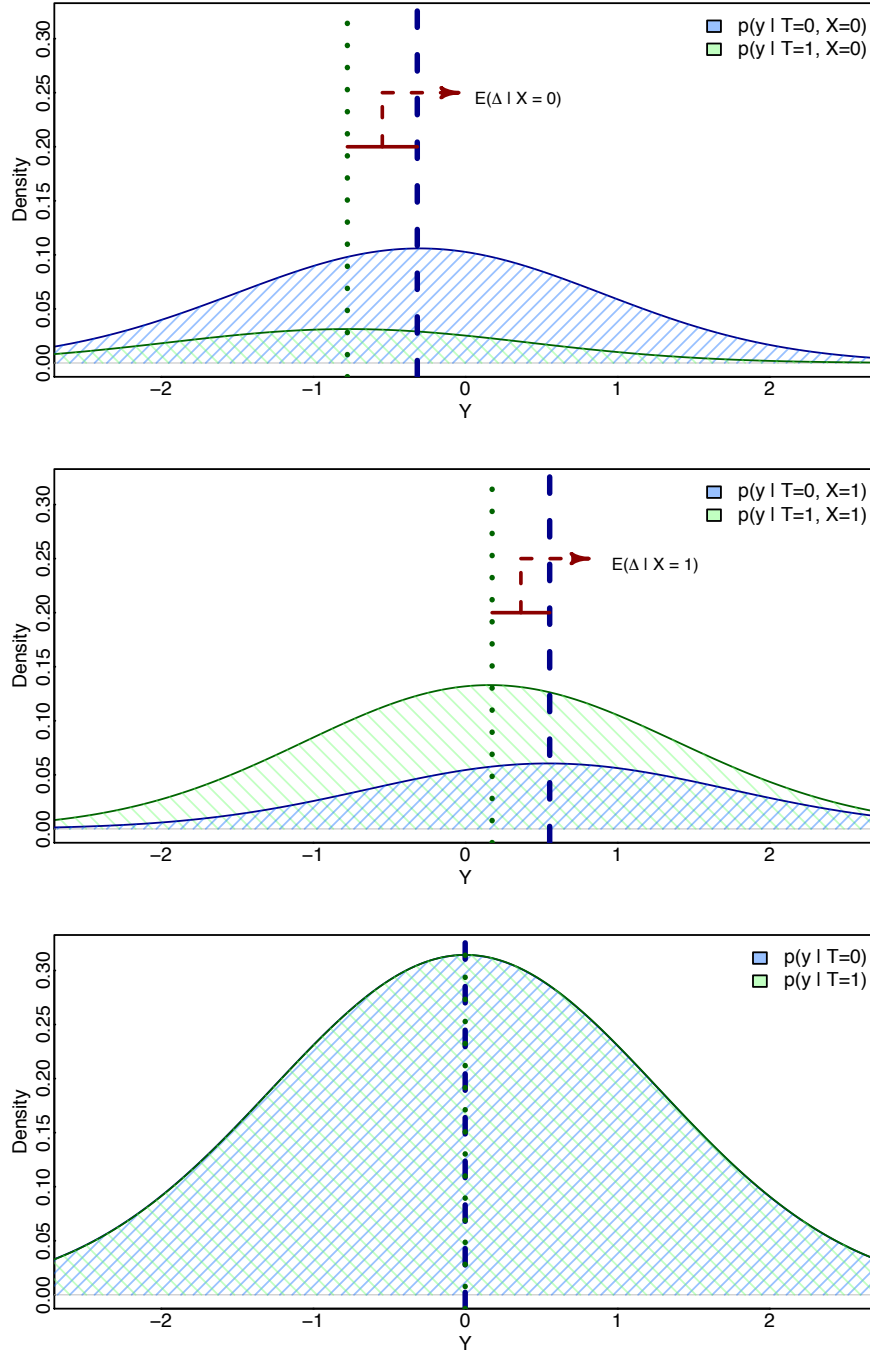 p(y | T=0, X=0)
p(y | T=1, X=0)
E(Δ | X = 0)
Density
0.00 0.05 0.10 0.15 0.20 0.25 0.30
−2 −1 0 1 2
Y
p(y | T=0, X=1)
p(y | T=1, X=1)
E(Δ | X = 1)
Density
0.00 0.05 0.10 0.15 0.20 0.25 0.30
−2 −1 0 1 2
Y
p(y | T=0)
p(y | T=1)
Density
0.00 0.05 0.10 0.15 0.20 0.25 0.30
−2 −1 0 1 2
Y